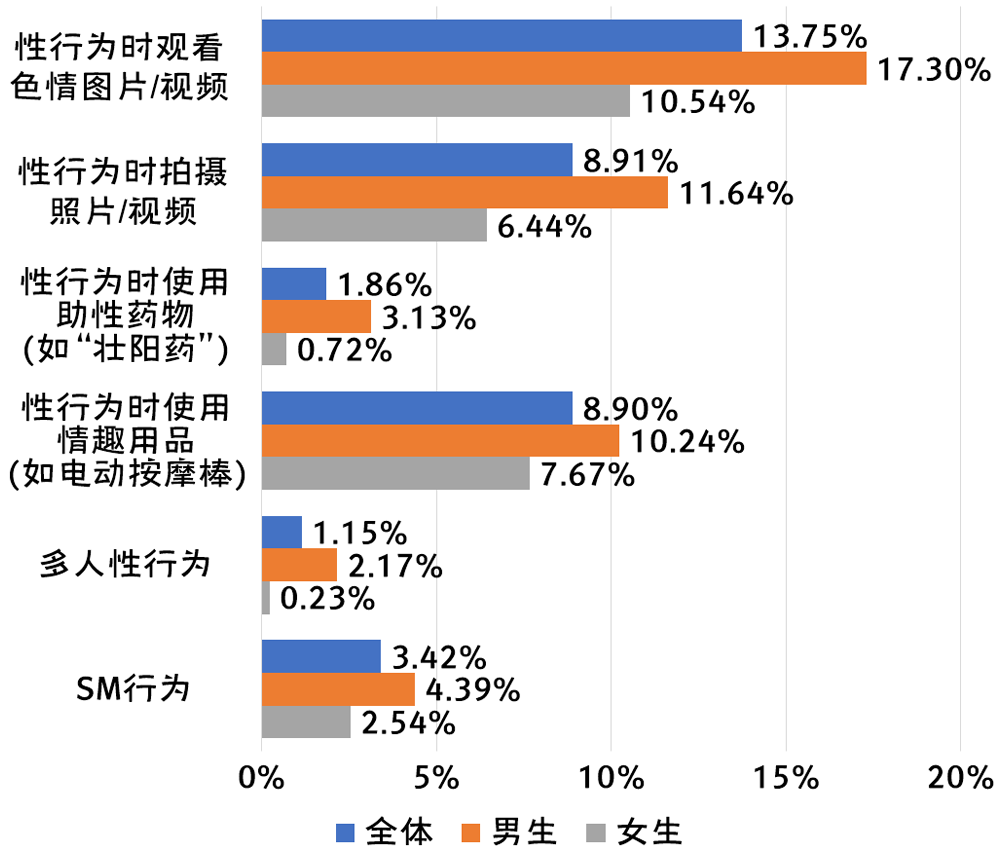 性行为时观看
色情图片/视频
13.75%
17.30%
10.54%
性行为时拍摄
照片/视频
8.91%
11.64%
6.44%
性行为时使用
助性药物
(如“壮阳药”)
1.86%
3.13%
0.72%
性行为时使用
情趣用品
(如电动按摩棒)
8.90%
10.24%
7.67%
多人性行为
1.15%
2.17%
0.23%
SM行为
3.42%
4.39%
2.54%
0% 5% 10% 15% 20%
全体 男生 女生